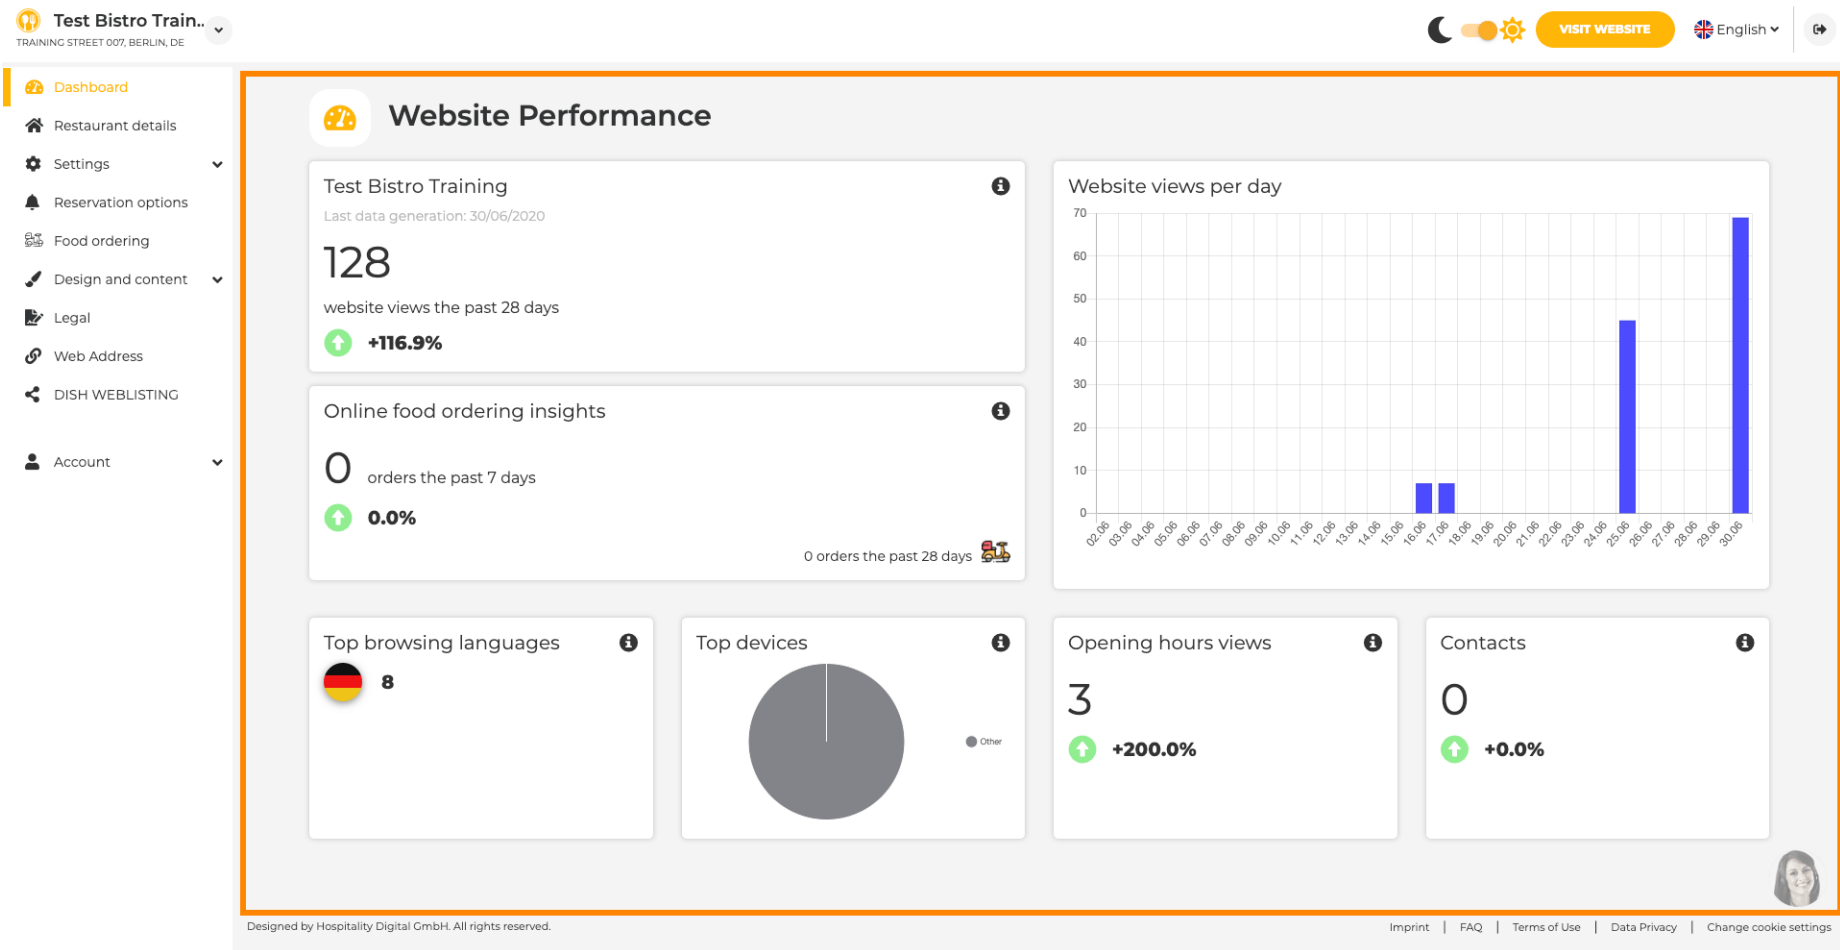 Test Bistro Train..
TRAINING STREET 007, BERLIN, DE
VISIT WEBSITE
English
Dashboard
Restaurant details
Settings
Reservation options
Food ordering
Design and content
Legal
Web Address
DISH WEBLISTING
Account
Website Performance
Test Bistro Training
Last data generation: 30/06/2020
128
website views the past 28 days
+116.9%
Online food ordering insights
0 orders the past 7 days
0.0%
0 orders the past 28 days
Website views per day
70
60
50
40
30
20
10
0
02.06 03.06 04.06 05.06 06.06 07.06 08.06 09.06 10.06 11.06 12.06 13.06 14.06 15.06 16.06 17.06 18.06 19.06 20.06 21.06 22.06 23.06 24.06 25.06 26.06 27.06 28.06 29.06 30.06
Top browsing languages
8
Top devices
Other
Opening hours views
3
+200.0%
Contacts
0
+0.0%
Designed by Hospitality Digital GmbH. All rights reserved.
Imprint | FAQ | Terms of Use | Data Privacy | Change cookie settings